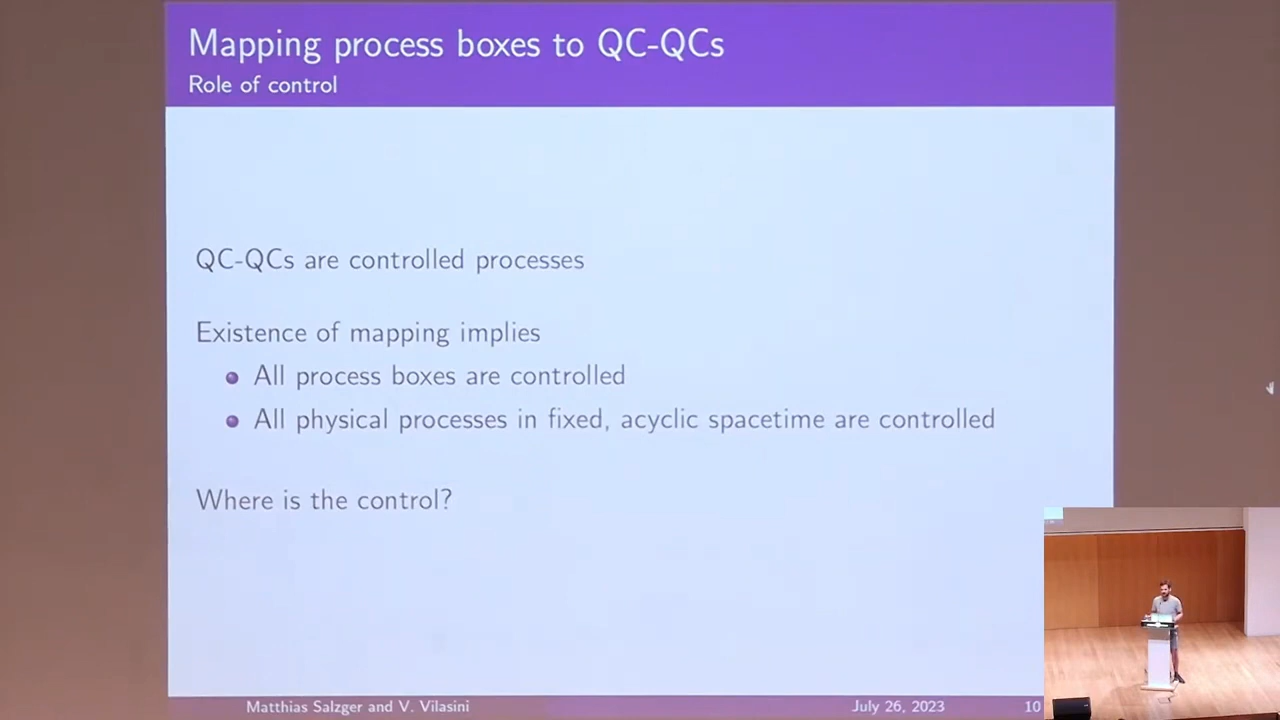 Mapping process boxes to QC-QCs
Role of control
QC-QCs are controlled processes
Existence of mapping implies
All process boxes are controlled
All physical processes in fixed, acyclic spacetime are controlled
Where is the control?
Matthias Salzger and V. Vilasini
July 26, 2023
10